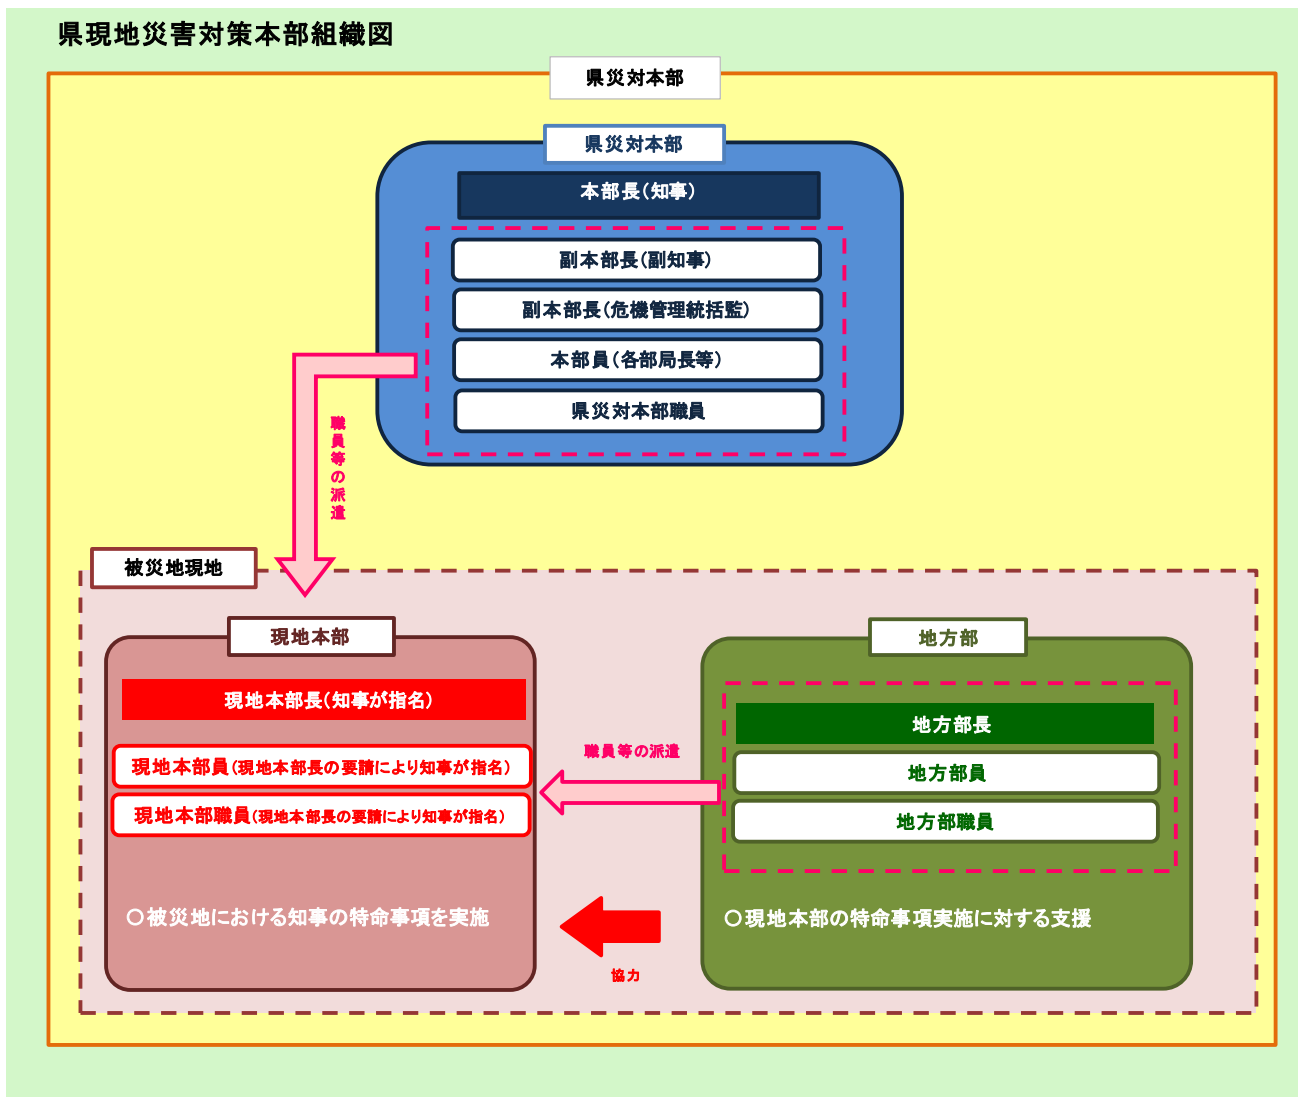 県現地災害対策本部組織図
県災対本部
県災対本部
本部長（知事）
副本部長（副知事）
副本部長（危機管理統括監）
本部員（各部局長等）
県災対本部職員
職員等の派遣
被災地現地
現地本部
現地本部長（知事が指名）
現地本部員（現地本部長の要請により知事が指名）
現地本部職員（現地本部長の要請により知事が指名）
〇被災地における知事の特命事項を実施
職員等の派遣
協力
地方部
地方部長
地方部員
地方部職員
〇現地本部の特命事項実施に対する支援